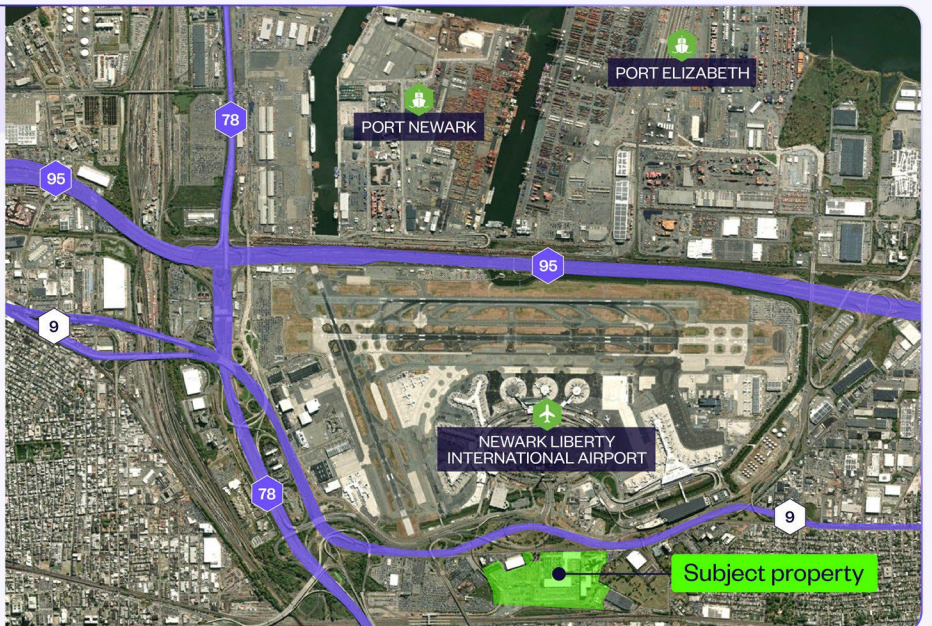 PORT ELIZABETH
78
PORT NEWARK
95
95
9
NEWARK LIBERTY
INTERNATIONAL AIRPORT
78
9
Subject property